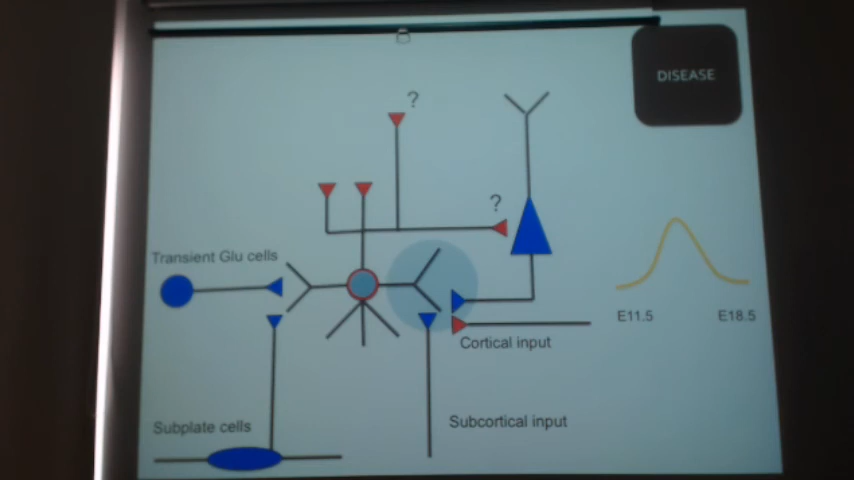 DISEASE
?
?
Transient Glu cells
E11.5
E18.5
Cortical input
Subplate cells
Subcortical input